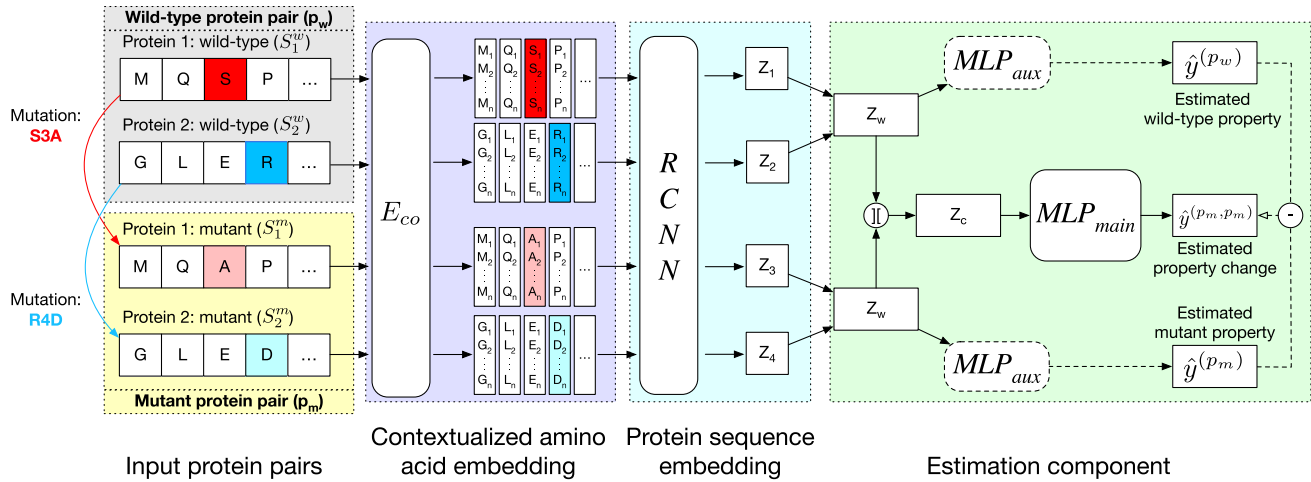 Wild-type protein pair (p_w)
Protein 1: wild-type (S_1^w)
M Q S P ...
Mutation:
S3A
Protein 2: wild-type (S_2^w)
G L E R ...
Protein 1: mutant (S_1^m)
M Q A P ...
Mutation:
R4D
Protein 2: mutant (S_2^m)
G L E D ...
Mutant protein pair (p_m)
Input protein pairs
E_co
M_1 Q_1 S_1 P_1 ...
M_2 Q_2 S_2 P_2
M_n Q_n S_n P_n
G_1 L_1 E_1 R_1 ...
G_2 L_2 E_2 R_2
G_n L_n E_n R_n
M_1 Q_1 A_1 P_1 ...
M_2 Q_2 A_2 P_2
M_n Q_n A_n P_n
G_1 L_1 E_1 D_1 ...
G_2 L_2 E_2 D_2
G_n L_n E_n D_n
Contextualized amino
acid embedding
R
C
N
N
Z_1
Z_2
Z_3
Z_4
Protein sequence
embedding
Z_w
MLP_aux
ŷ^(p_w)
Estimated
wild-type property
][
Z_c
MLP_main
ŷ^(p_m,p_m)
-
Estimated
property change
Z_w
MLP_aux
Estimated
mutant property
ŷ^(p_m)
Estimation component